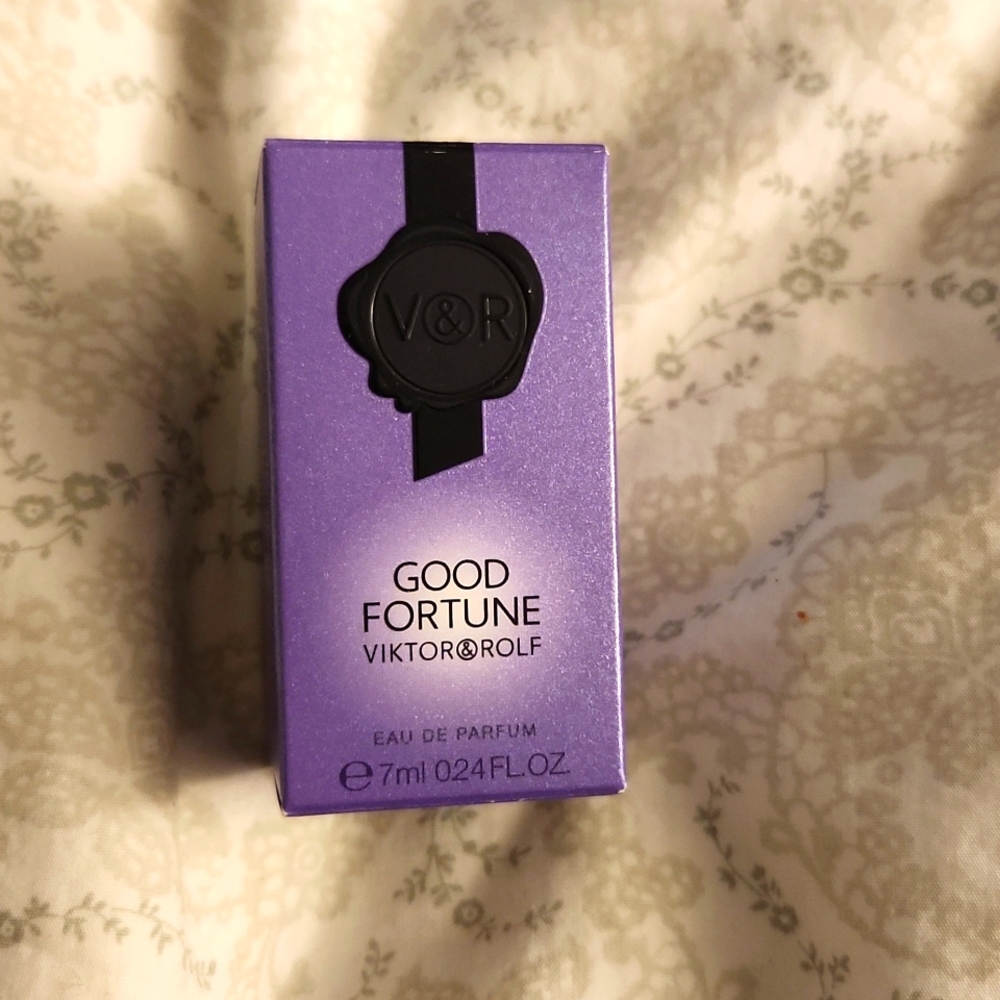 V&R
GOOD
FORTUNE
VIKTOR&ROLF
EAU DE PARFUM
℮ 7ml 0.24FL.OZ.